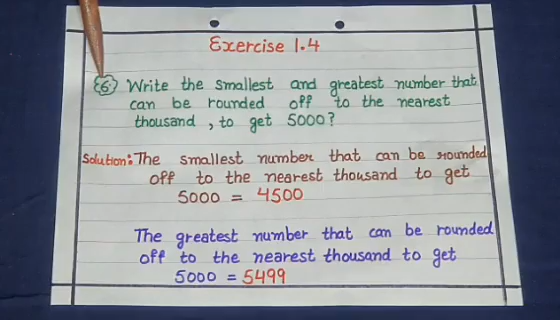 Exercise 1.4
6 Write the smallest and greatest number that
can be rounded off to the nearest
thousand, to get 5000?
Solution: The smallest number that can be rounded
off to the nearest thousand to get
5000 = 4500
The greatest number that can be rounded
off to the nearest thousand to get
5000 = 5499